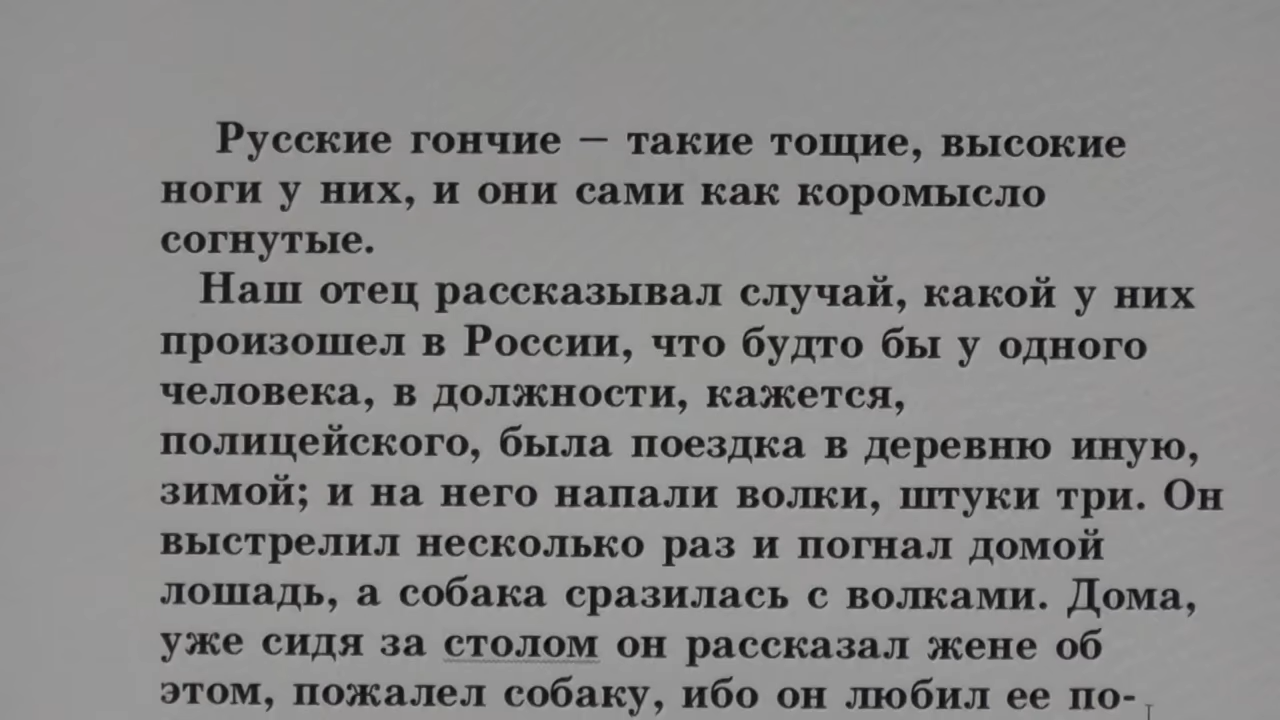 Русские гончие – такие тощие, высокие
ноги у них, и они сами как коромысло
согнутые.
Наш отец рассказывал случай, какой у них
произошел в России, что будто бы у одного
человека, в должности, кажется,
полицейского, была поездка в деревню иную,
зимой; и на него напали волки, штуки три. Он
выстрелил несколько раз и погнал домой
лошадь, а собака сразилась с волками. Дома,
уже сидя за столом он рассказал жене об
этом, пожалел собаку, ибо он любил ее по-